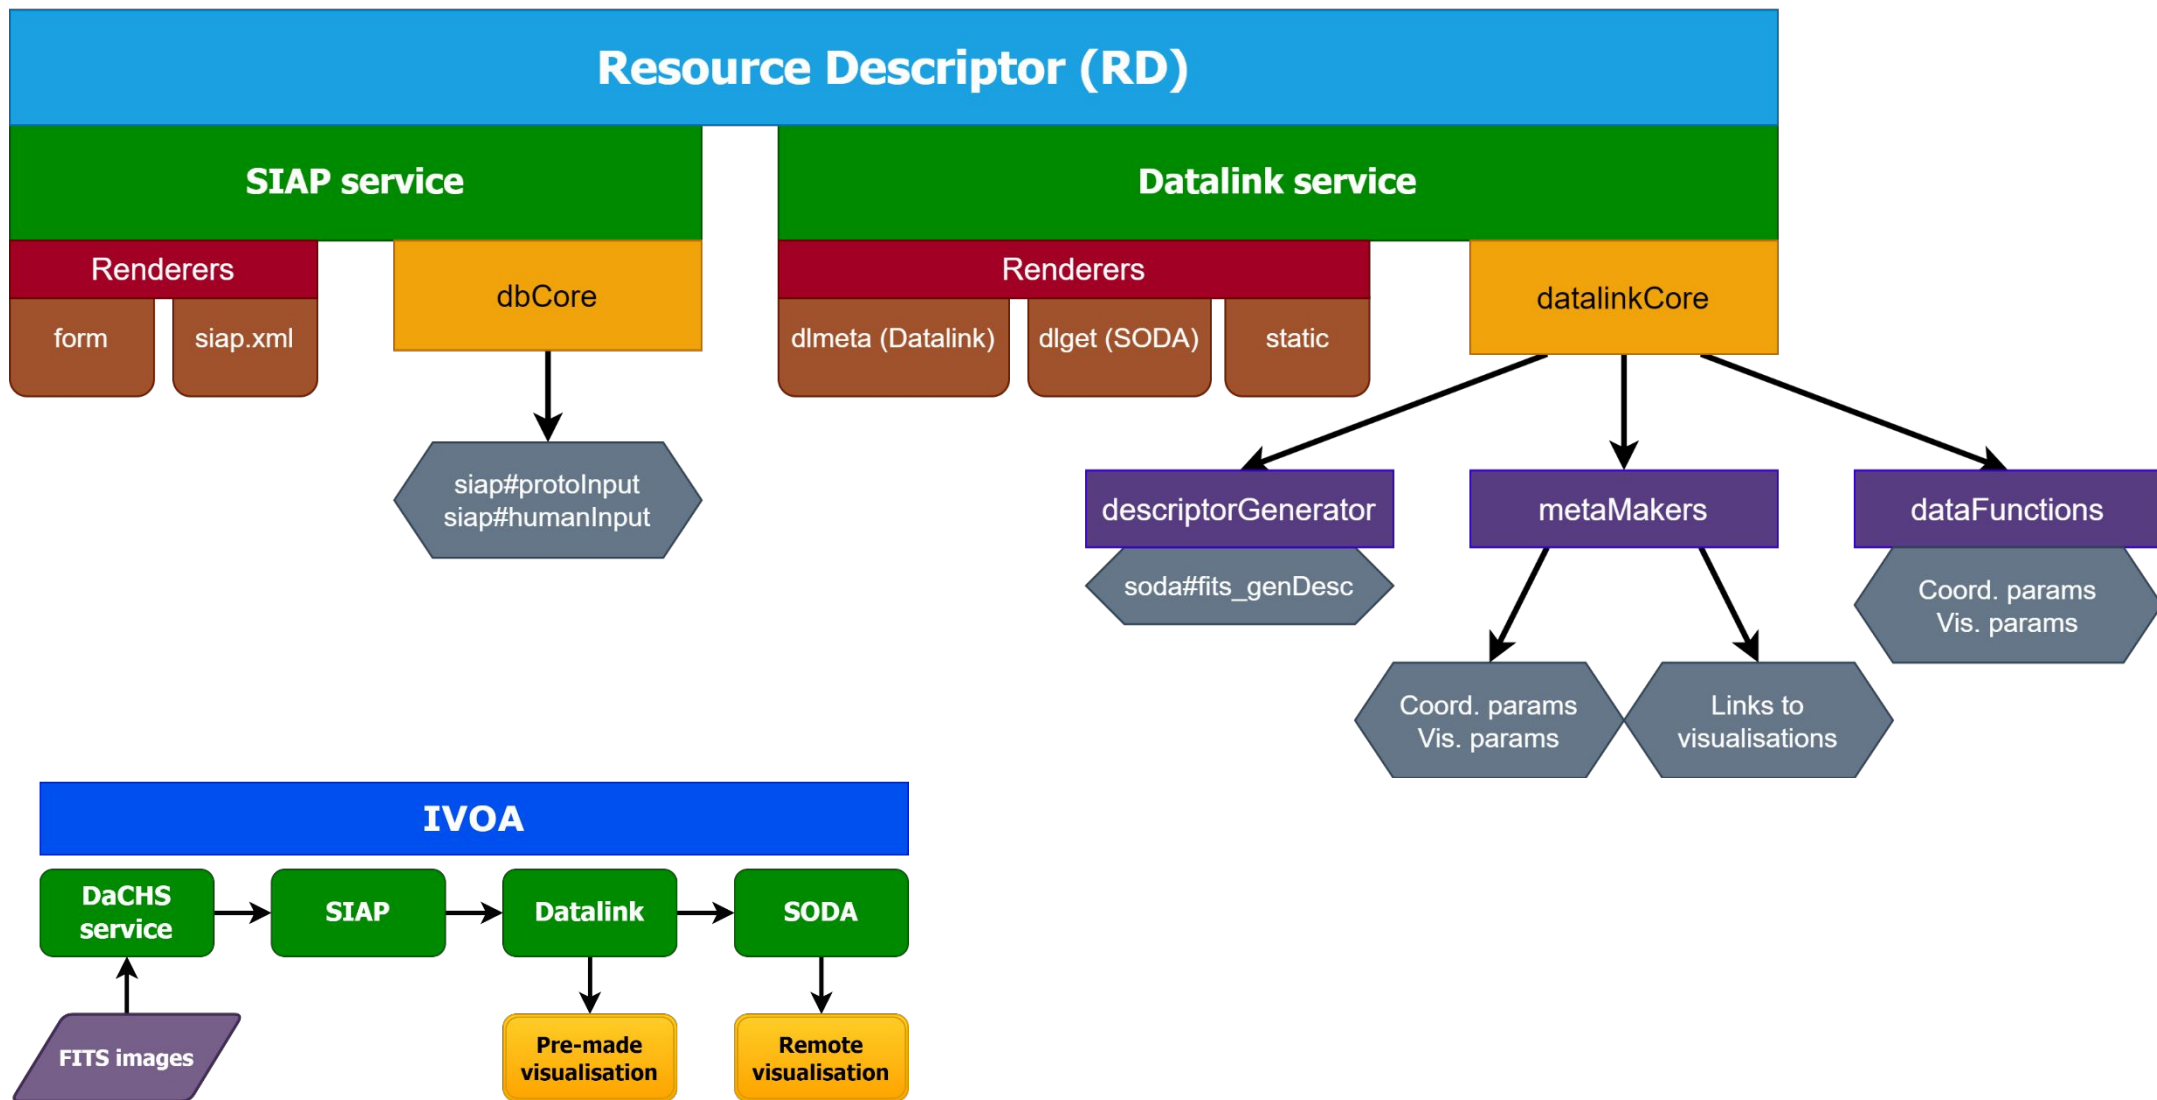 Resource Descriptor (RD)
SIAP service
Datalink service
Renderers
dbCore
Renderers
datalinkCore
form
siap.xml
dlmeta (Datalink)
dlget (SODA)
static
siap#protoInput
siap#humanInput
descriptorGenerator
metaMakers
dataFunctions
soda#fits_genDesc
Coord. params
Vis. params
Coord. params
Vis. params
Links to
visualisations
IVOA
DaCHS
service
SIAP
Datalink
SODA
FITS images
Pre-made
visualisation
Remote
visualisation